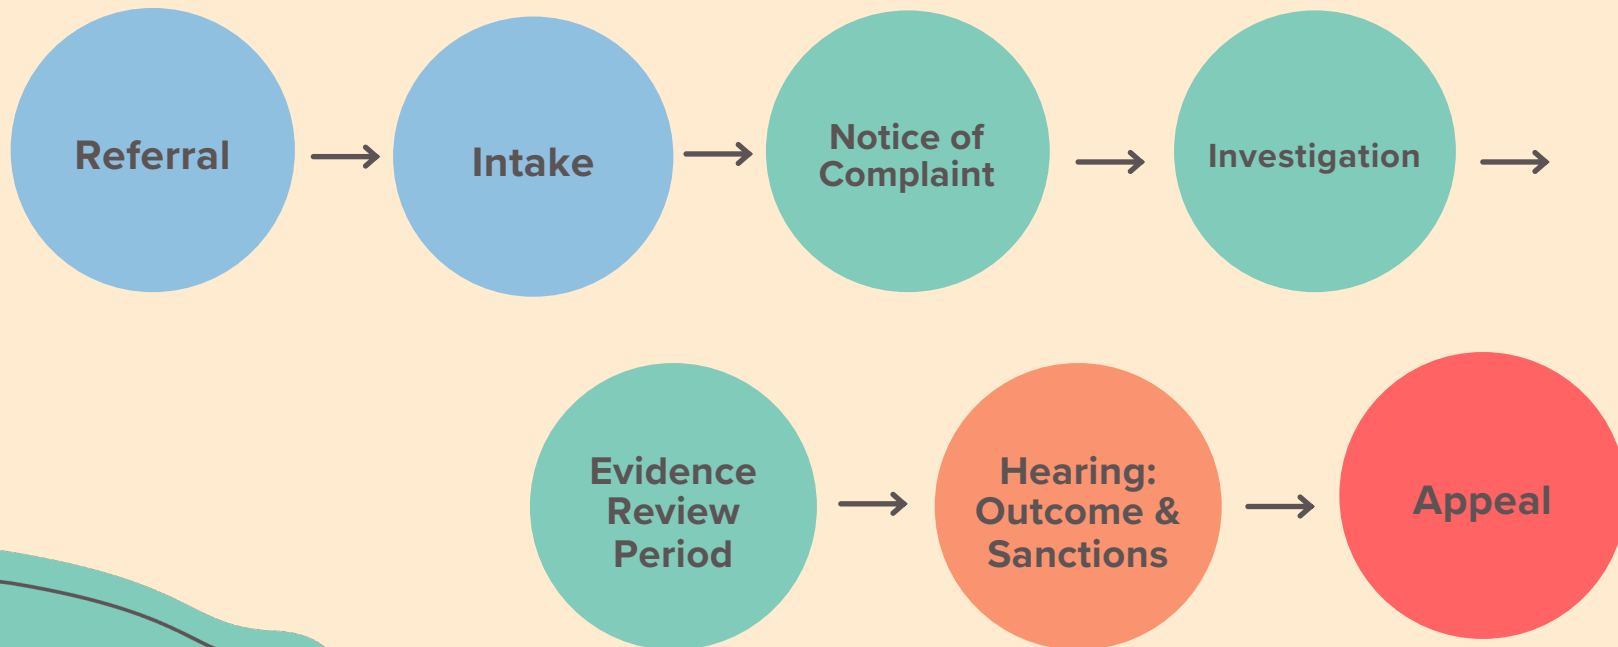 Referral
Intake
Notice of
Complaint
Investigation
Evidence
Review
Period
Hearing:
Outcome &
Sanctions
Appeal